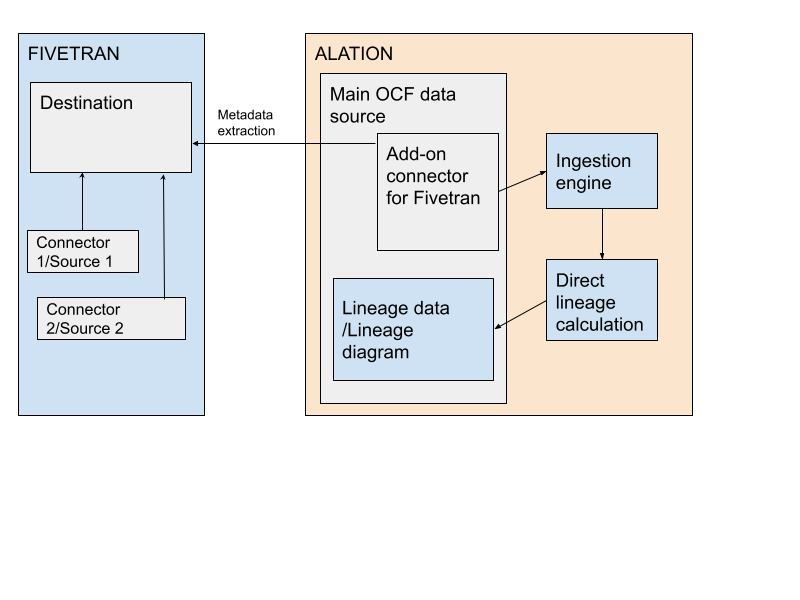 FIVETRAN
Destination
Connector
1/Source 1
Connector
2/Source 2
Metadata
extraction
ALATION
Main OCF data
source
Add-on
connector
for Fivetran
Ingestion
engine
Direct
lineage
calculation
Lineage data
/Lineage
diagram